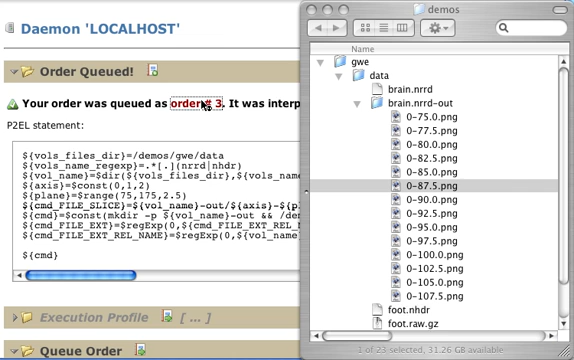 Daemon 'LOCALHOST'
Order Queued!
Your order was queued as order # 3. It was interp
P2EL statement:
${vols_files_dir}=/demos/gwe/data
${vols_name_regexp}=.*[.](nrrd|nhdr)
${vol_name}=$dir(${vols_files_dir},${vols_name
${axis}=$const(0,1,2)
${plane}=$range(75,175,2.5)
${cmd_FILE_SLICE}=${vol_name}-out/${axis}-${pl
${cmd}=$const(mkdir -p ${vol_name}-out && /de
${cmd_FILE_EXT}=$regExp(0,${cmd_FILE_EXT_REL_N
${cmd_FILE_EXT_REL_NAME}=$regExp(0,${vol_name
${cmd}
Execution Profile [ ... ]
Queue Order
demos
Name
gwe
data
brain.nrrd
brain.nrrd-out
0-75.0.png
0-77.5.png
0-80.0.png
0-82.5.png
0-85.0.png
0-87.5.png
0-90.0.png
0-92.5.png
0-95.0.png
0-97.5.png
0-100.0.png
0-102.5.png
0-105.0.png
0-107.5.png
foot.nhdr
foot.raw.gz
1 of 23 selected, 31.26 GB available